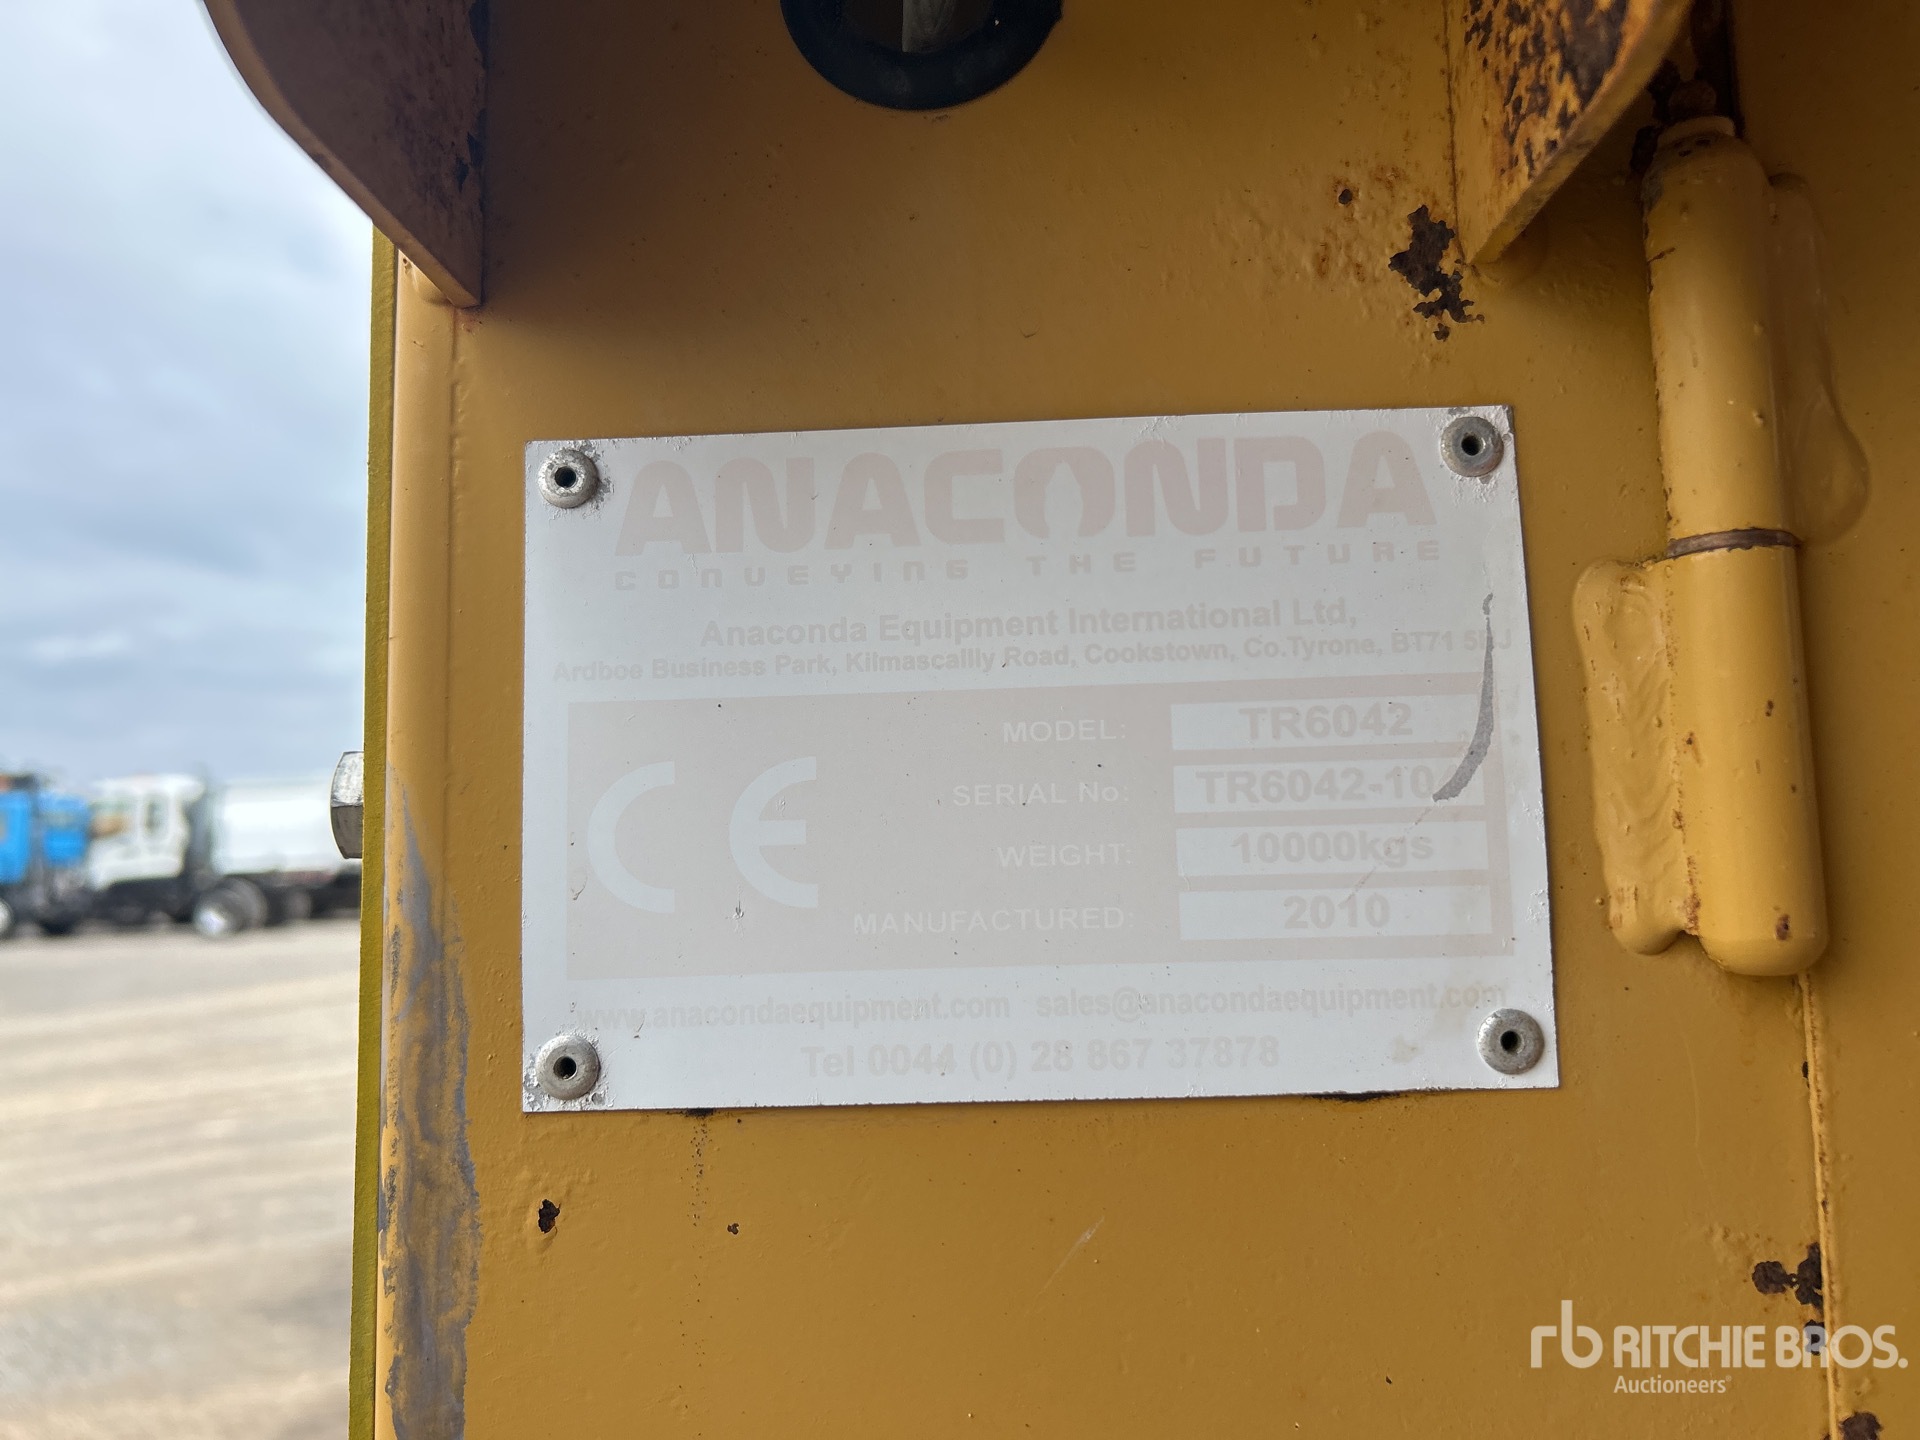 ANACONDA
CONVEYING THE FUTURE
Anaconda Equipment International Ltd,
Ardboe Business Park, Kilmascailly Road, Cookstown, Co.Tyrone, BT71
MODEL: TR6042
SERIAL No:
WEIGHT: 10000kgs
MANUFACTURED: 2010
CE
www.anacondaequipment.com sales@anacondaequipment.com
Tel 0044 (0) 28 867 37878
rb RITCHIE BROS.
Auctioneers